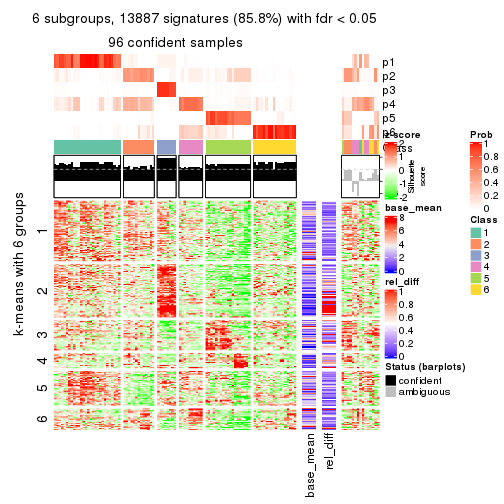 6 subgroups, 13887 signatures (85.8%) with fdr < 0.05
96 confident samples
p1
p2
p3
p4
p5
p6
Class
Silhouette
score
k-means with 6 groups
1
2
3
4
5
6
base_mean
rel_diff
z-score
2
1
0
-1
-2
base_mean
8
6
4
2
0
rel_diff
1
0.8
0.6
0.4
0.2
0
Status (barplots)
confident
ambiguous
Prob
1
0.8
0.6
0.4
0.2
0
Class
1
2
3
4
5
6